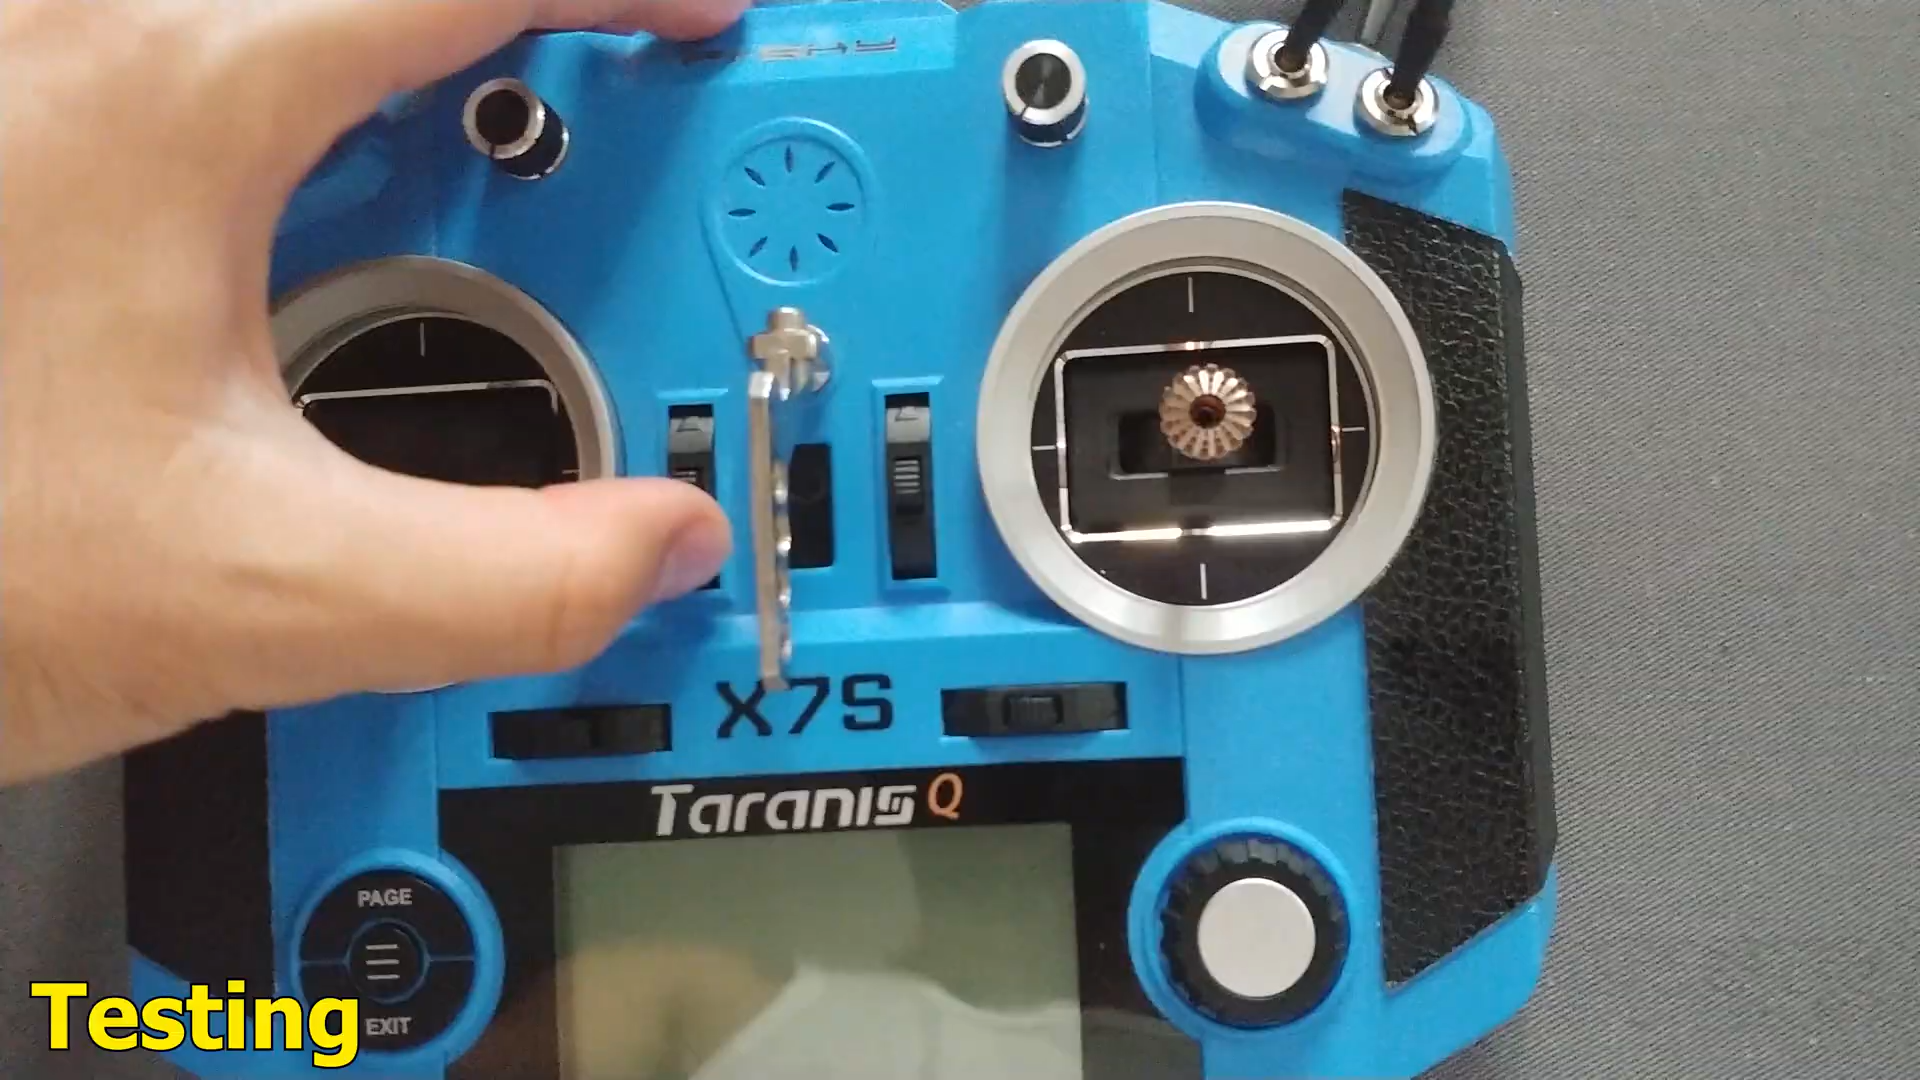 X7S
Taranis Q
PAGE
EXIT
Testing